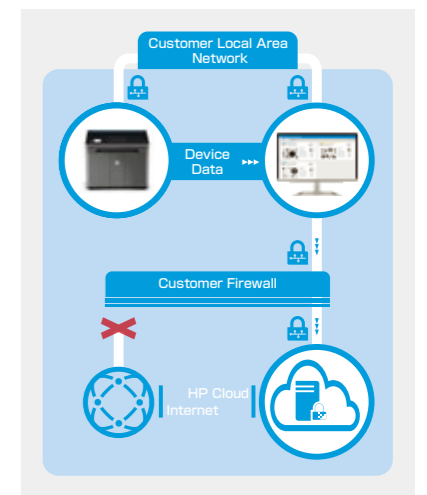 Customer Local Area
Network
Device
Data
Customer Firewall
HP Cloud
Internet